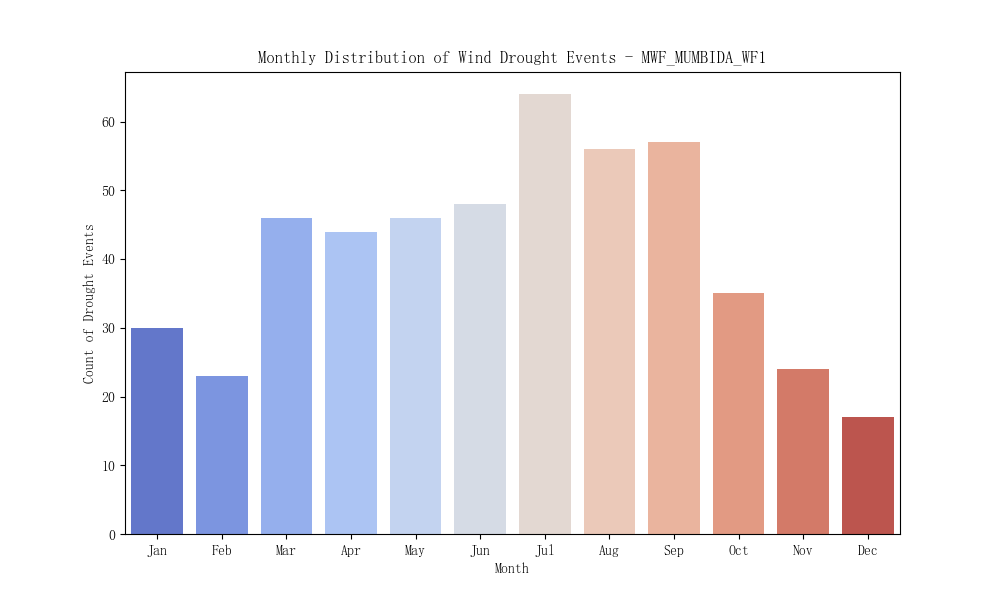 Monthly Distribution of Wind Drought Events - MWF_MUMBIDA_WF1
60
50
40
30
20
10
0
Count of Drought Events
Jan Feb Mar Apr May Jun Jul Aug Sep Oct Nov Dec
Month